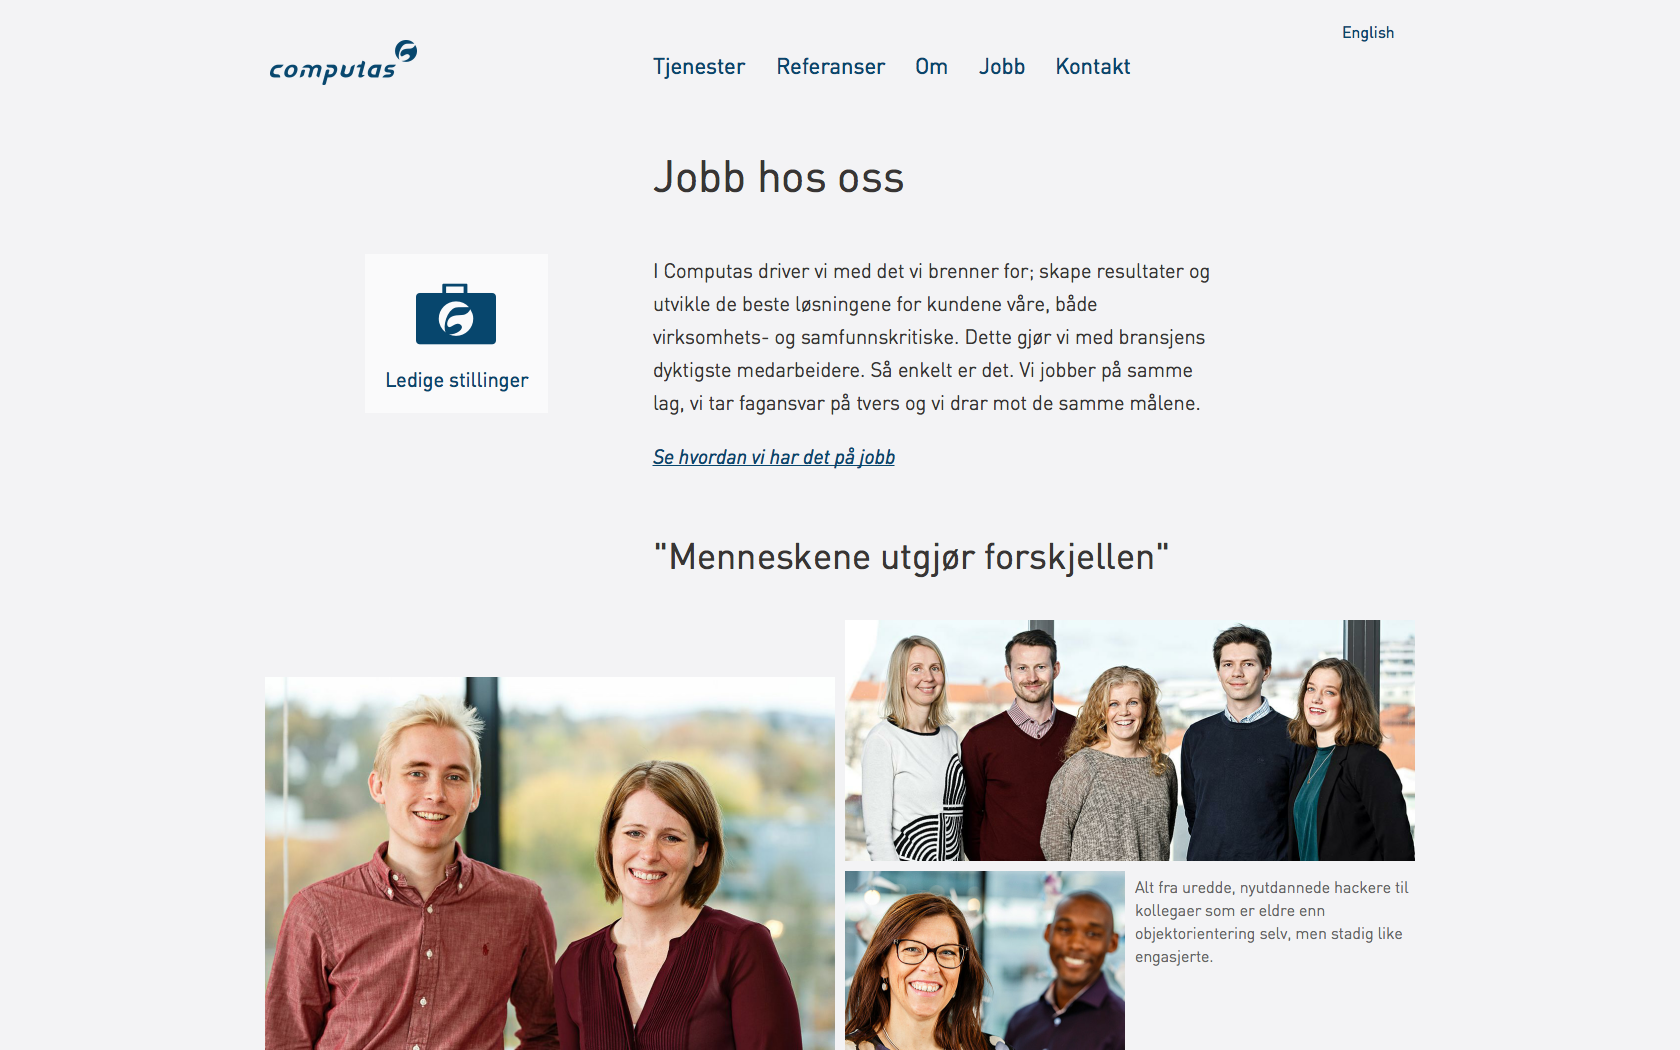 English
computas
Tjenester Referanser Om Jobb Kontakt
Jobb hos oss
Ledige stillinger
I Computas driver vi med det vi brenner for; skape resultater og
utvikle de beste løsningene for kundene våre, både
virksomhets- og samfunnskritiske. Dette gjør vi med bransjens
dyktigste medarbeidere. Så enkelt er det. Vi jobber på samme
lag, vi tar fagansvar på tvers og vi drar mot de samme målene.
Se hvordan vi har det på jobb
"Menneskene utgjør forskjellen"
Alt fra uredde, nyutdannede hackere til
kollegaer som er eldre enn
objektorientering selv, men stadig like
engasjerte.